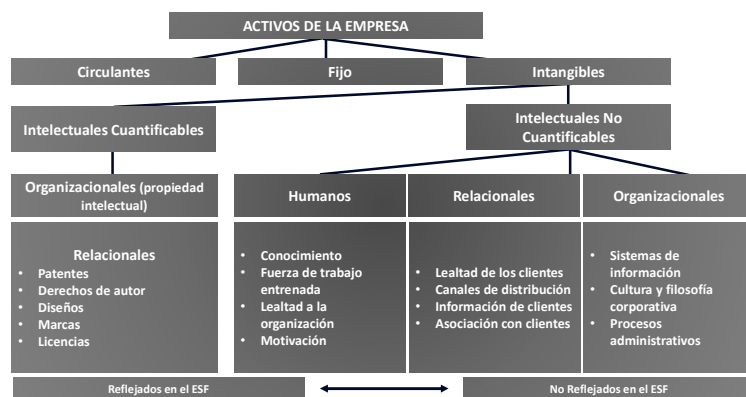 ACTIVOS DE LA EMPRESA
Circulantes
Fijo
Intangibles
Intelectuales Cuantificables
Intelectuales No
Cuantificables
Organizacionales (propiedad
intelectual)
Humanos
Relacionales
Organizacionales
Relacionales
• Patentes
• Derechos de autor
• Diseños
• Marcas
• Licencias
• Conocimiento
• Fuerza de trabajo
entrenada
• Lealtad a la
organización
• Motivación
• Lealtad de los clientes
• Canales de distribución
• Información de clientes
• Asociación con clientes
• Sistemas de
información
• Cultura y filosofía
corporativa
• Procesos
administrativos
Reflejados en el ESF
No Reflejados en el ESF